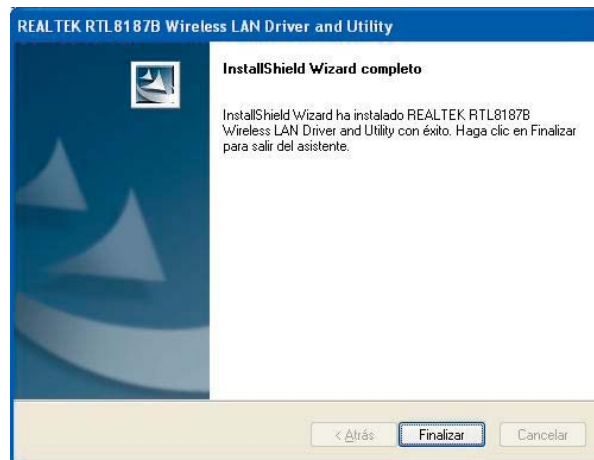 REALTEK RTL8187B Wireless LAN Driver and Utility
InstallShield Wizard completo
InstallShield Wizard ha instalado REALTEK RTL8187B
Wireless LAN Driver and Utility con éxito. Haga clic en Finalizar
para salir del asistente.
< Atrás Finalizar Cancelar